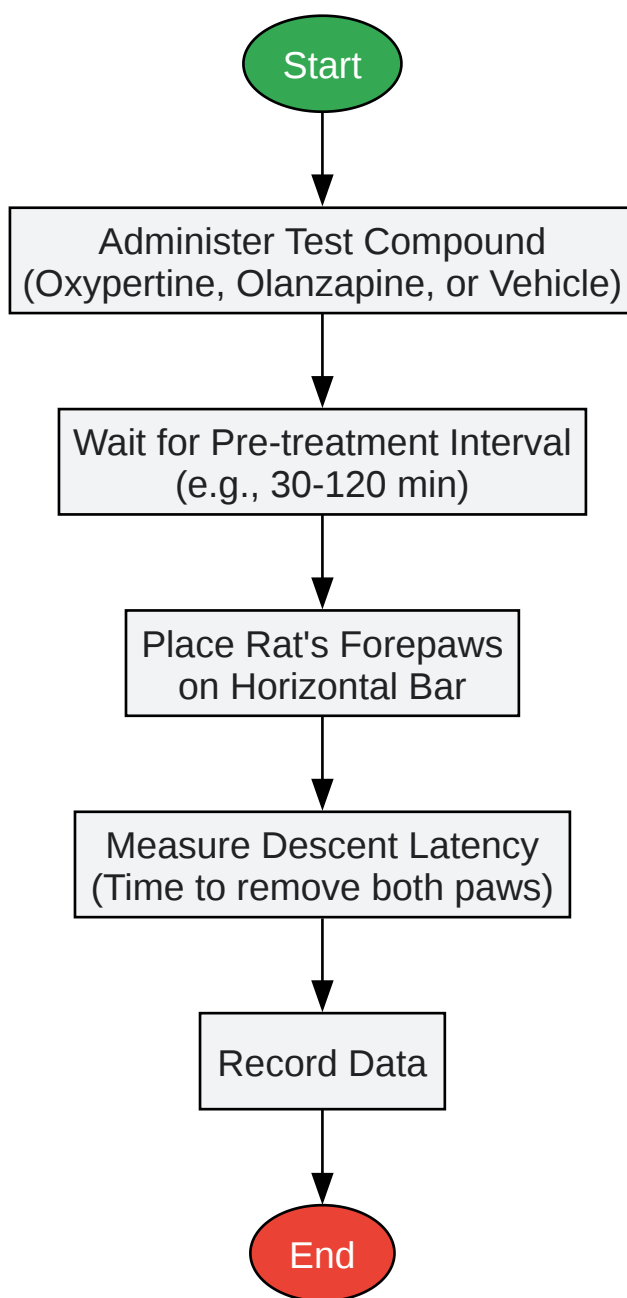 Start
Administer Test Compound
(Oxypertine, Olanzapine, or Vehicle)
Wait for Pre-treatment Interval
(e.g., 30-120 min)
Place Rat's Forepaws
on Horizontal Bar
Measure Descent Latency
(Time to remove both paws)
Record Data
End